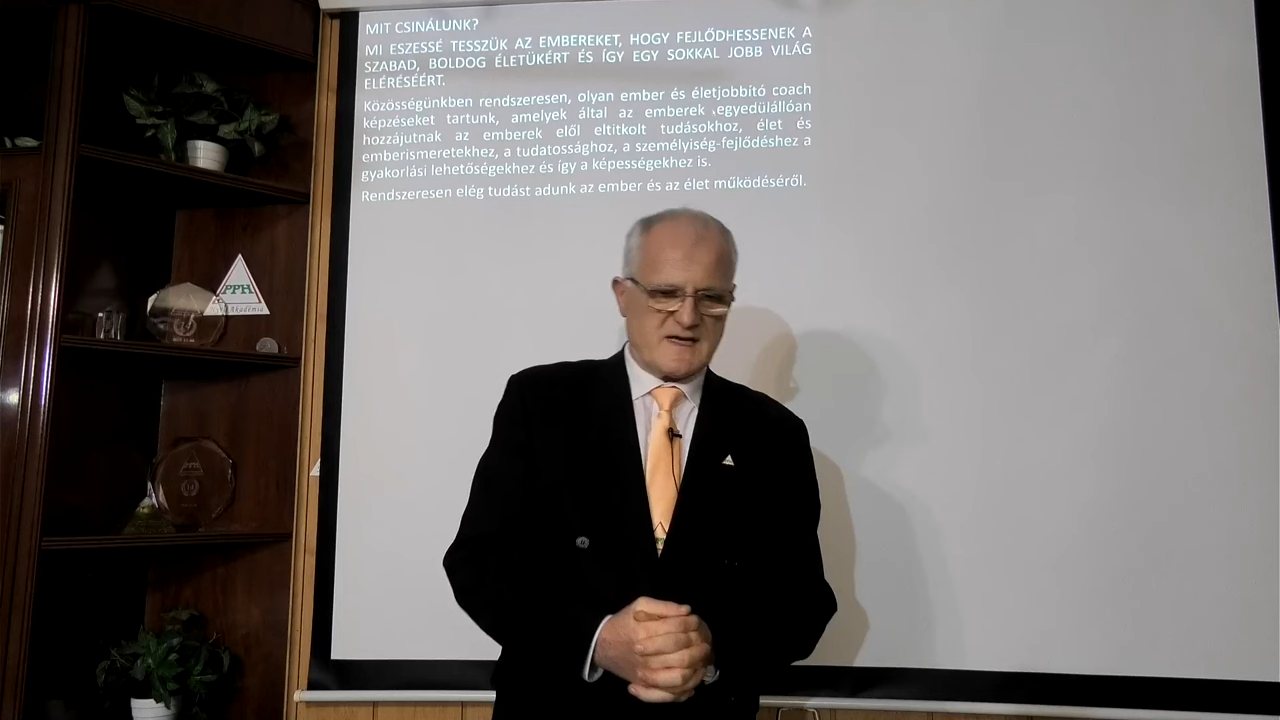 MIT CSINÁLUNK?
MI ESZESSÉ TESSZÜK AZ EMBEREKET, HOGY FEJLŐDHESSENEK A
SZABAD, BOLDOG ÉLETÜKÉRT ÉS ÍGY EGY SOKKAL JOBB VILÁG
ELÉRÉSÉÉRT.
Közösségünkben rendszeresen, olyan ember és életjobbító coach
képzéseket tartunk, amelyek által az emberek egyedülállóan
hozzájutnak az emberek elől eltitkolt tudásokhoz, élet és
emberismeretekhez, a tudatossághoz, a személyiség-fejlődéshez a
gyakorlási lehetőségekhez és így a képességekhez is.
Rendszeresen elég tudást adunk az ember és az élet működéséről.
PPH
Akadémia